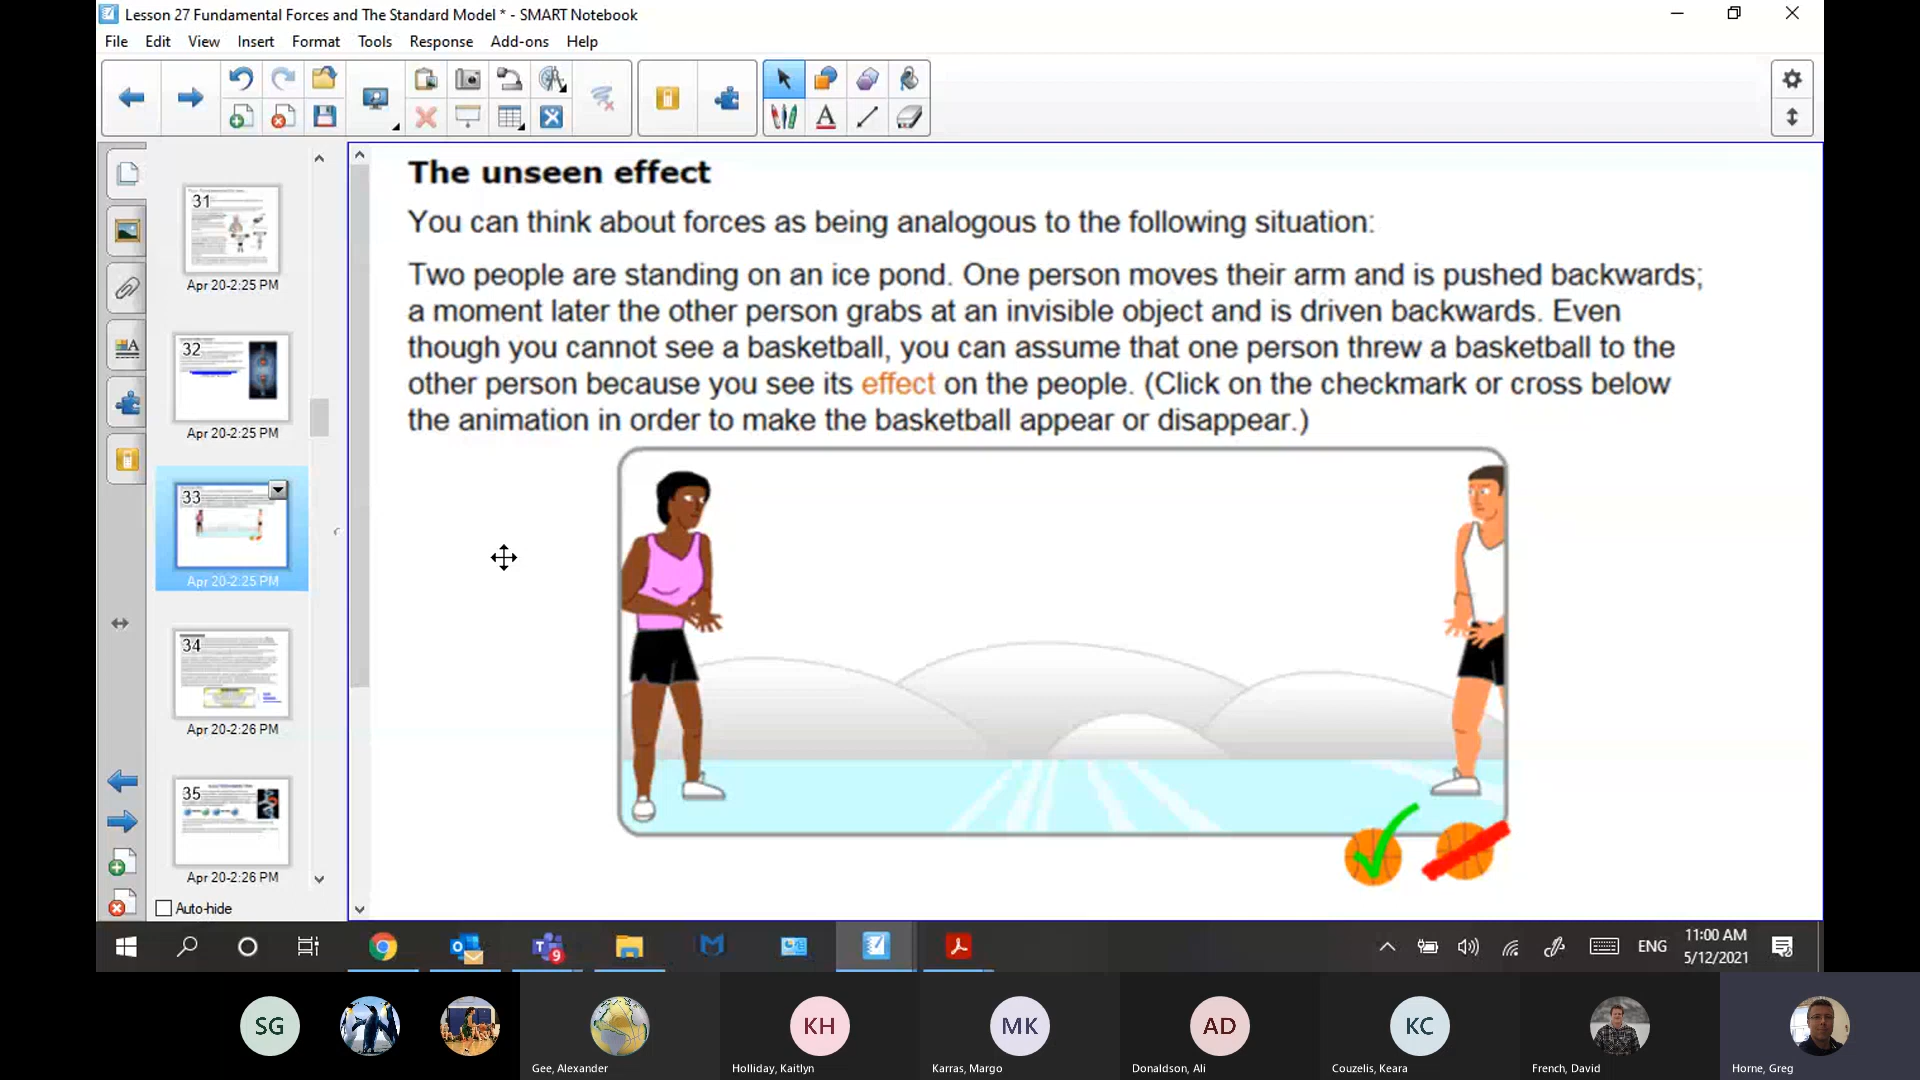 Lesson 27 Fundamental Forces and The Standard Model * - SMART Notebook
File Edit View Insert Format Tools Response Add-ons Help
31
Apr 20-2:25 PM
32
Apr 20-2:25 PM
33
Apr 20-2:25 PM
34
Apr 20-2:26 PM
35
Apr 20-2:26 PM
Auto-hide
The unseen effect
You can think about forces as being analogous to the following situation:
Two people are standing on an ice pond. One person moves their arm and is pushed backwards;
a moment later the other person grabs at an invisible object and is driven backwards. Even
though you cannot see a basketball, you can assume that one person threw a basketball to the
other person because you see its effect on the people. (Click on the checkmark or cross below
the animation in order to make the basketball appear or disappear.)
9
ENG
11:00 AM
5/12/2021
SG
KH
MK
AD
KC
Gee, Alexander
Holliday, Kaitlyn
Karras, Margo
Donaldson, Ali
Couzelis, Keara
French, David
Horne, Greg